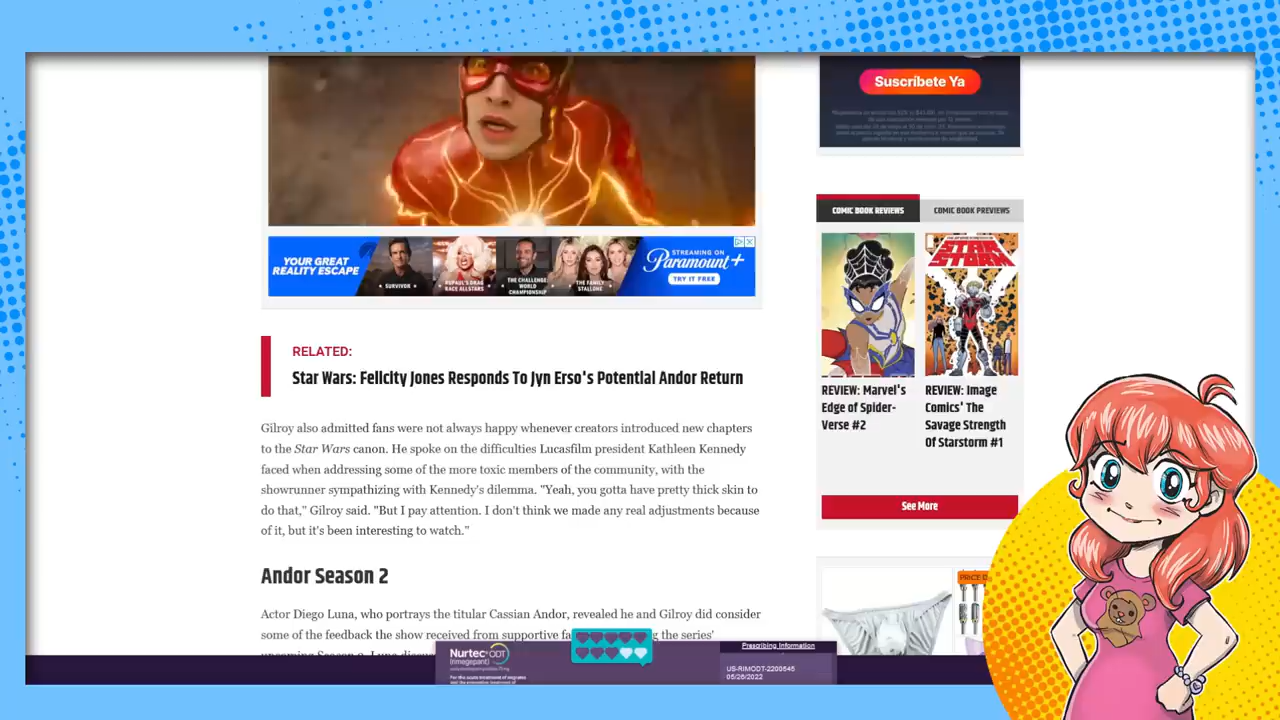 Suscríbete Ya
YOUR GREAT
REALITY ESCAPE
SURVIVOR
RUPAUL'S DRAG
RACE ALLSTARS
THE CHALLENGE
WORLD
CHAMPIONSHIP
THE FAMILY
STALLONE
STREAMING ON
Paramount+
TRY IT FREE
COMIC BOOK REVIEWS
COMIC BOOK PREVIEWS
STAR
STORM
REVIEW: Marvel's
Edge of Spider-
Verse #2
REVIEW: Image
Comics' The
Savage Strength
Of Starstorm #1
See More
RELATED:
Star Wars: Felicity Jones Responds To Jyn Erso's Potential Andor Return
Gilroy also admitted fans were not always happy whenever creators introduced new chapters
to the Star Wars canon. He spoke on the difficulties Lucasfilm president Kathleen Kennedy
faced when addressing some of the more toxic members of the community, with the
showrunner sympathizing with Kennedy's dilemma. "Yeah, you gotta have pretty thick skin to
do that," Gilroy said. "But I pay attention. I don't think we made any real adjustments because
of it, but it's been interesting to watch."
Andor Season 2
Actor Diego Luna, who portrays the titular Cassian Andor, revealed he and Gilroy did consider
some of the feedback the show received from supportive the series'
PRICE
Nurtec ODT
(rimegepant)
Prescribing Information
US-RIMODT-2200545
05/26/2022